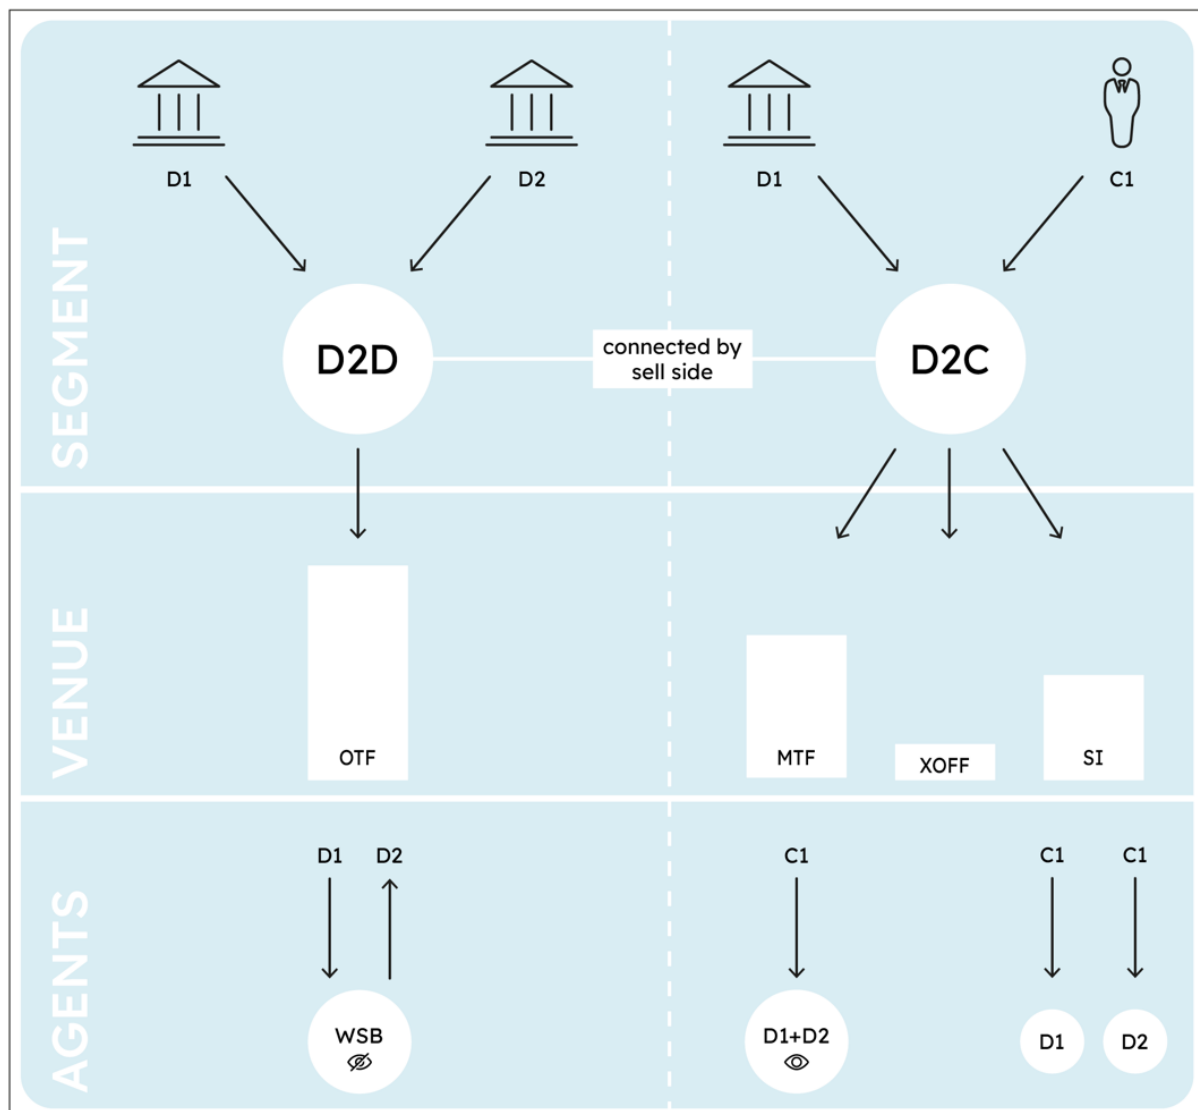 SEGMENT
D1
D2
D1
C1
D2D
connected by
sell side
D2C
VENUE
OTF
MTF
XOFF
SI
AGENTS
D1 D2
C1
C1
C1
WSB
D1+D2
D1
D2